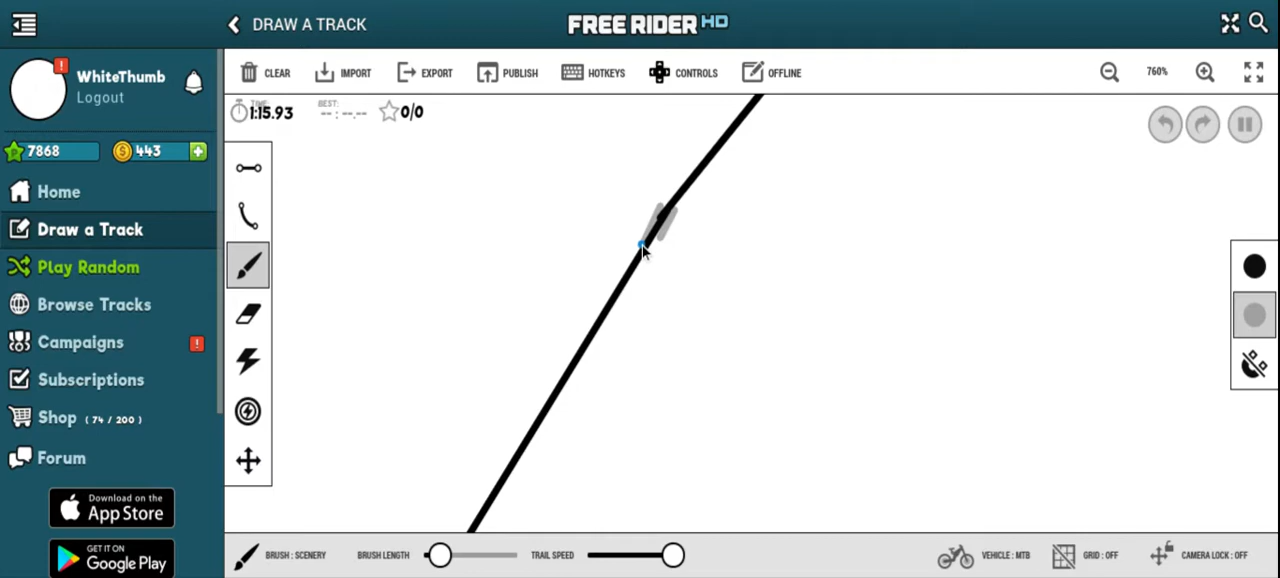 DRAW A TRACK
FREE RIDER HD
WhiteThumb
Logout
!
7868
443
Home
Draw a Track
Play Random
Browse Tracks
Campaigns
!
Subscriptions
Shop ( 74 / 200 )
Forum
Download on the
App Store
GET IT ON
Google Play
CLEAR
IMPORT
EXPORT
PUBLISH
HOTKEYS
CONTROLS
OFFLINE
760%
TIME:
1:15.93
BEST:
-- : --.--
0/0
BRUSH : SCENERY
BRUSH LENGTH
TRAIL SPEED
VEHICLE : MTB
GRID : OFF
CAMERA LOCK : OFF